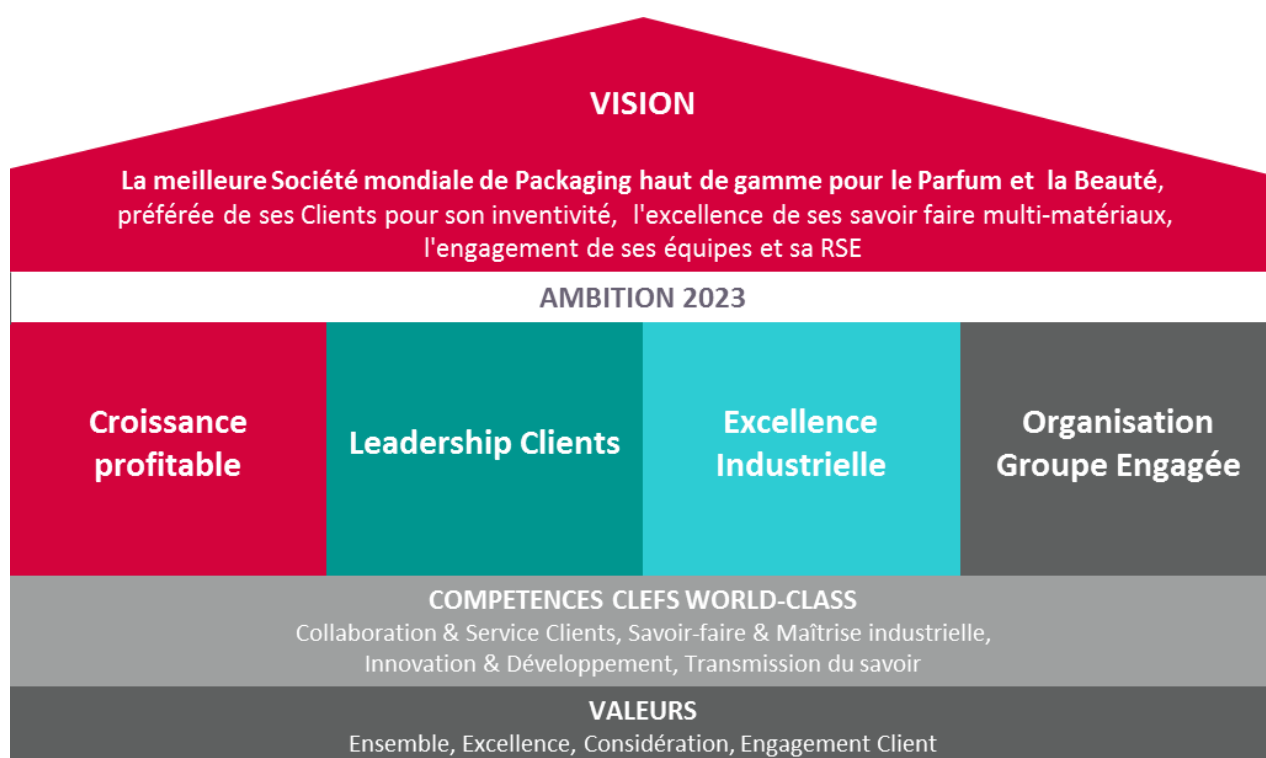 VISION
La meilleure Société mondiale de Packaging haut de gamme pour le Parfum et la Beauté,
préférée de ses Clients pour son inventivité, l'excellence de ses savoir faire multi-matériaux,
l'engagement de ses équipes et sa RSE
AMBITION 2023
Croissance
profitable
Leadership Clients
Excellence
Industrielle
Organisation
Groupe Engagée
COMPETENCES CLEFS WORLD-CLASS
Collaboration & Service Clients, Savoir-faire & Maîtrise industrielle,
Innovation & Développement, Transmission du savoir
VALEURS
Ensemble, Excellence, Considération, Engagement Client